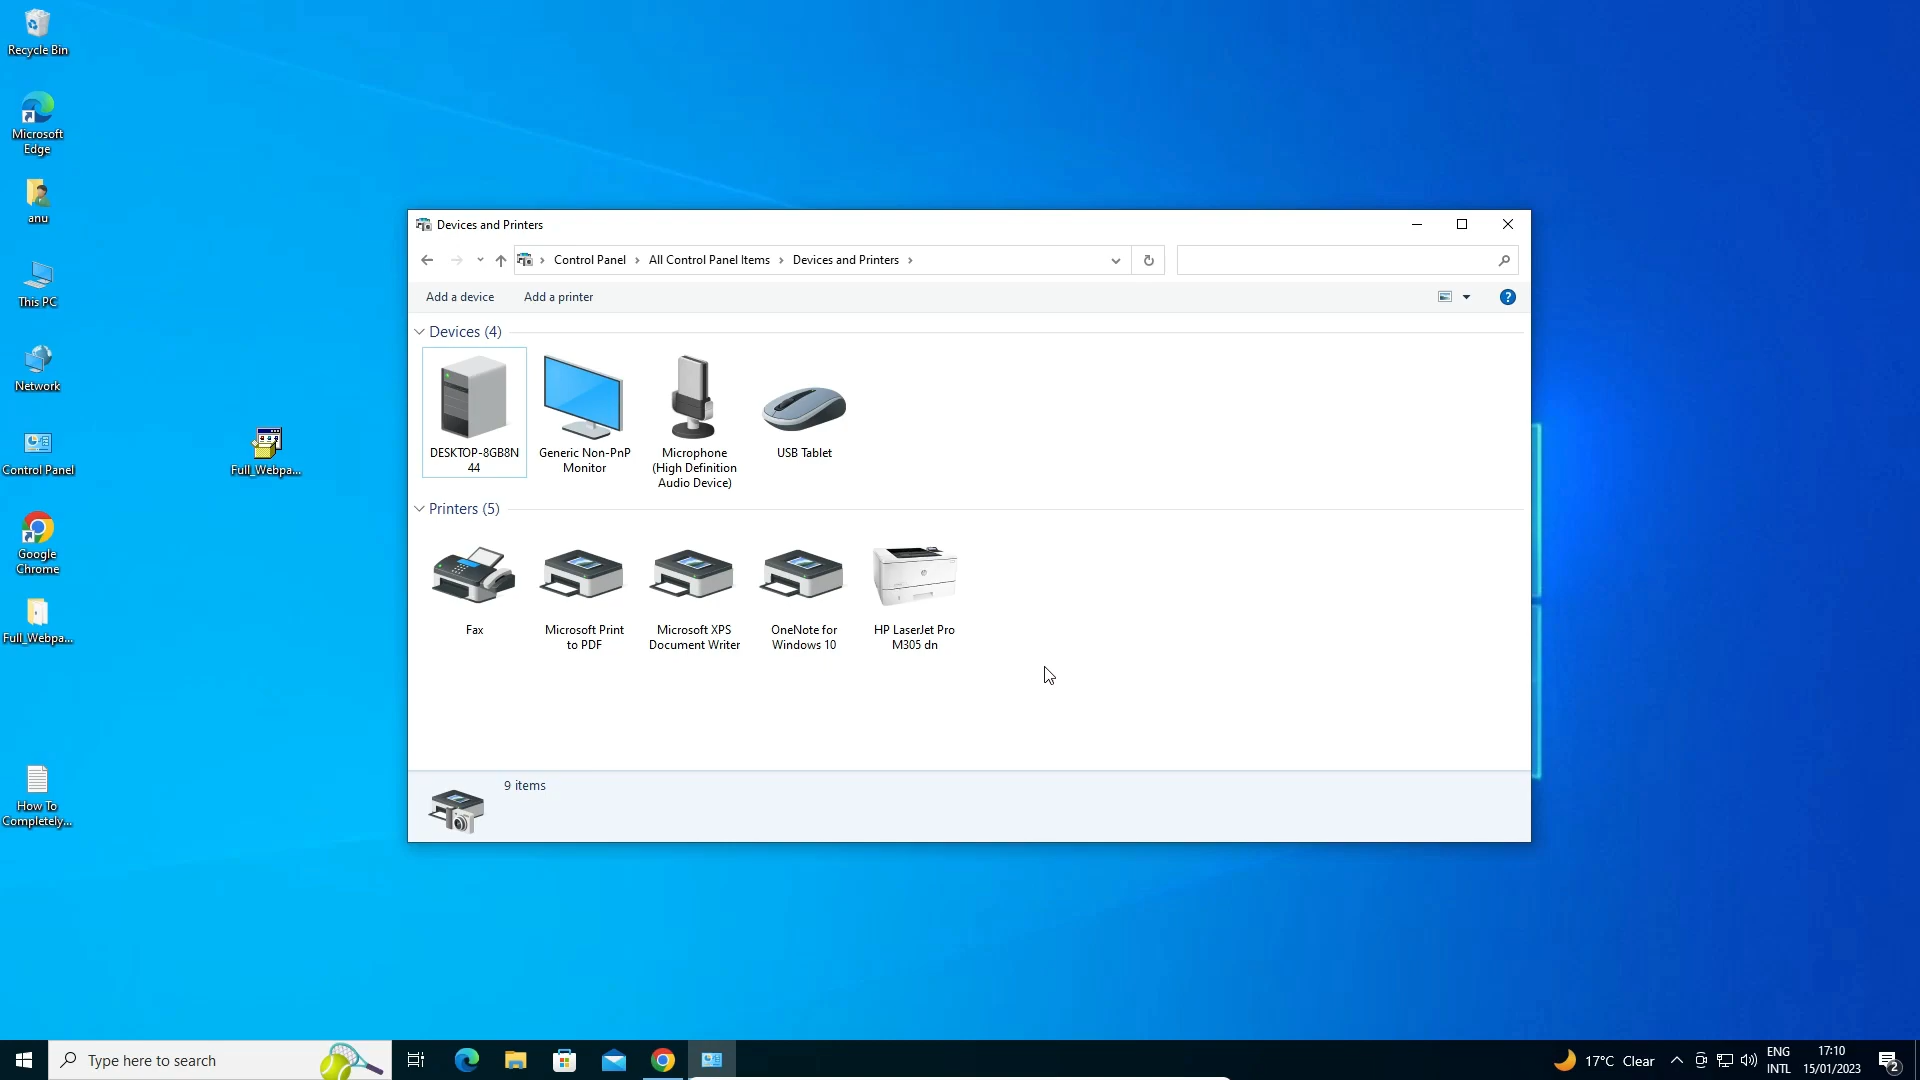 Recycle Bin
Microsoft
Edge
anu
This PC
Network
Control Panel
Google
Chrome
Full_Webpa...
How To
Completely...
Full_Webpa...
Devices and Printers
Control Panel
All Control Panel Items
Devices and Printers
Add a device
Add a printer
?
Devices (4)
DESKTOP-8GB8N
44
Generic Non-PnP
Monitor
Microphone
(High Definition
Audio Device)
USB Tablet
Printers (5)
Fax
Microsoft Print
to PDF
Microsoft XPS
Document Writer
OneNote for
Windows 10
HP LaserJet Pro
M305 dn
9 items
Type here to search
17°C Clear
ENG
INTL
17:10
15/01/2023
2